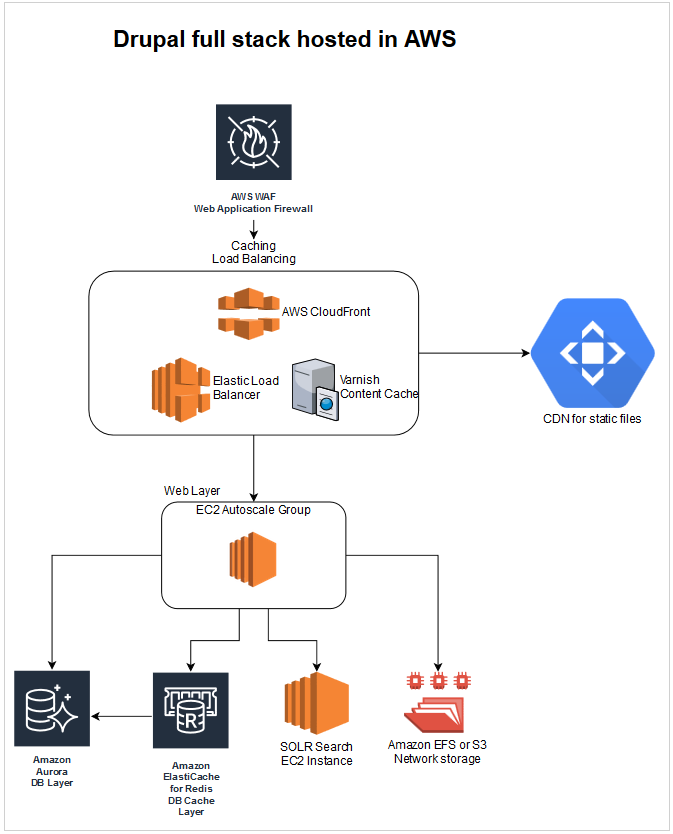 Drupal full stack hosted in AWS
AWS WAF
Web Application Firewall
Caching
Load Balancing
AWS CloudFront
Elastic Load
Balancer
Varnish
Content Cache
CDN for static files
Web Layer
EC2 Autoscale Group
Amazon
Aurora
DB Layer
R
Amazon
ElastiCache
for Redis
DB Cache
Layer
SOLR Search
EC2 Instance
Amazon EFS or S3
Network storage